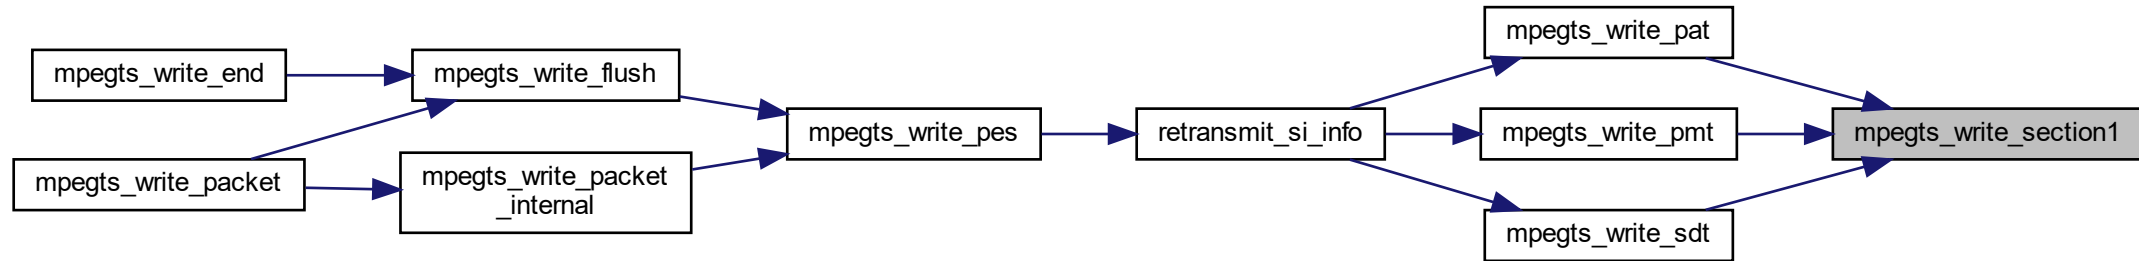 mpegts_write_end
mpegts_write_packet
mpegts_write_flush
mpegts_write_packet
_internal
mpegts_write_pes
retransmit_si_info
mpegts_write_pat
mpegts_write_pmt
mpegts_write_sdt
mpegts_write_section1